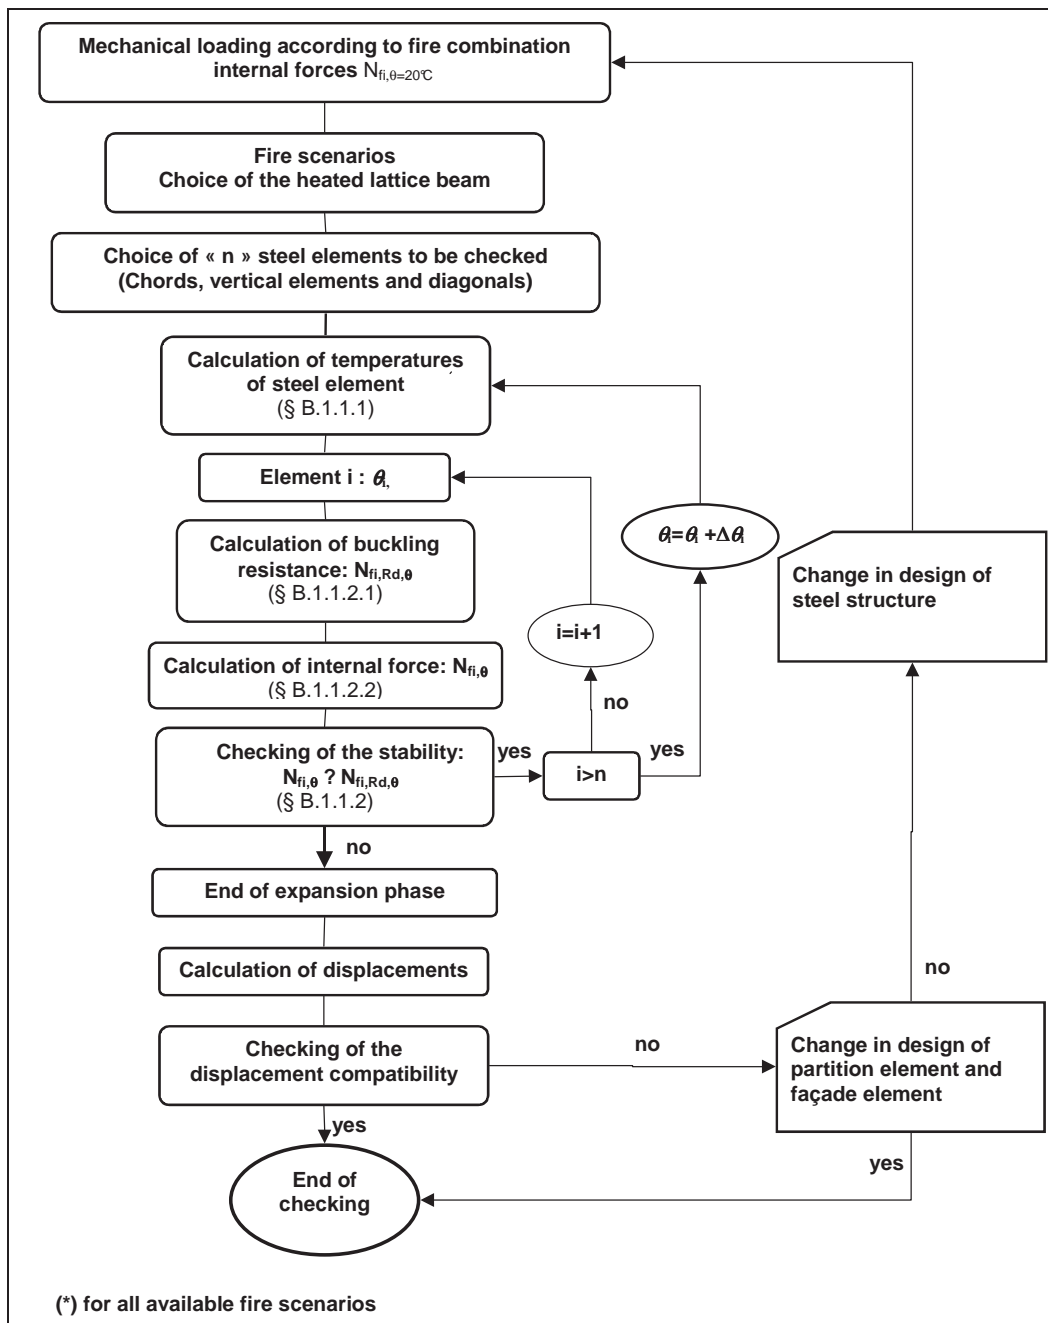 Mechanical loading according to fire combination
internal forces Nfi,θ=20°C
Fire scenarios
Choice of the heated lattice beam
Choice of « n » steel elements to be checked
(Chords, vertical elements and diagonals)
Calculation of temperatures
of steel element
(§ B.1.1.1)
Element i : θi,
Calculation of buckling
resistance: Nfi,Rd,θ
(§ B.1.1.2.1)
Calculation of internal force: Nfi,θ
(§ B.1.1.2.2)
Checking of the stability:
Nfi,θ ? Nfi,Rd,θ
(§ B.1.1.2)
yes
i>n
no
yes
i=i+1
θi=θi +Δθi
Change in design of
steel structure
no
End of expansion phase
Calculation of displacements
Checking of the
displacement compatibility
no
Change in design of
partition element and
façade element
no
yes
yes
End of
checking
(*) for all available fire scenarios